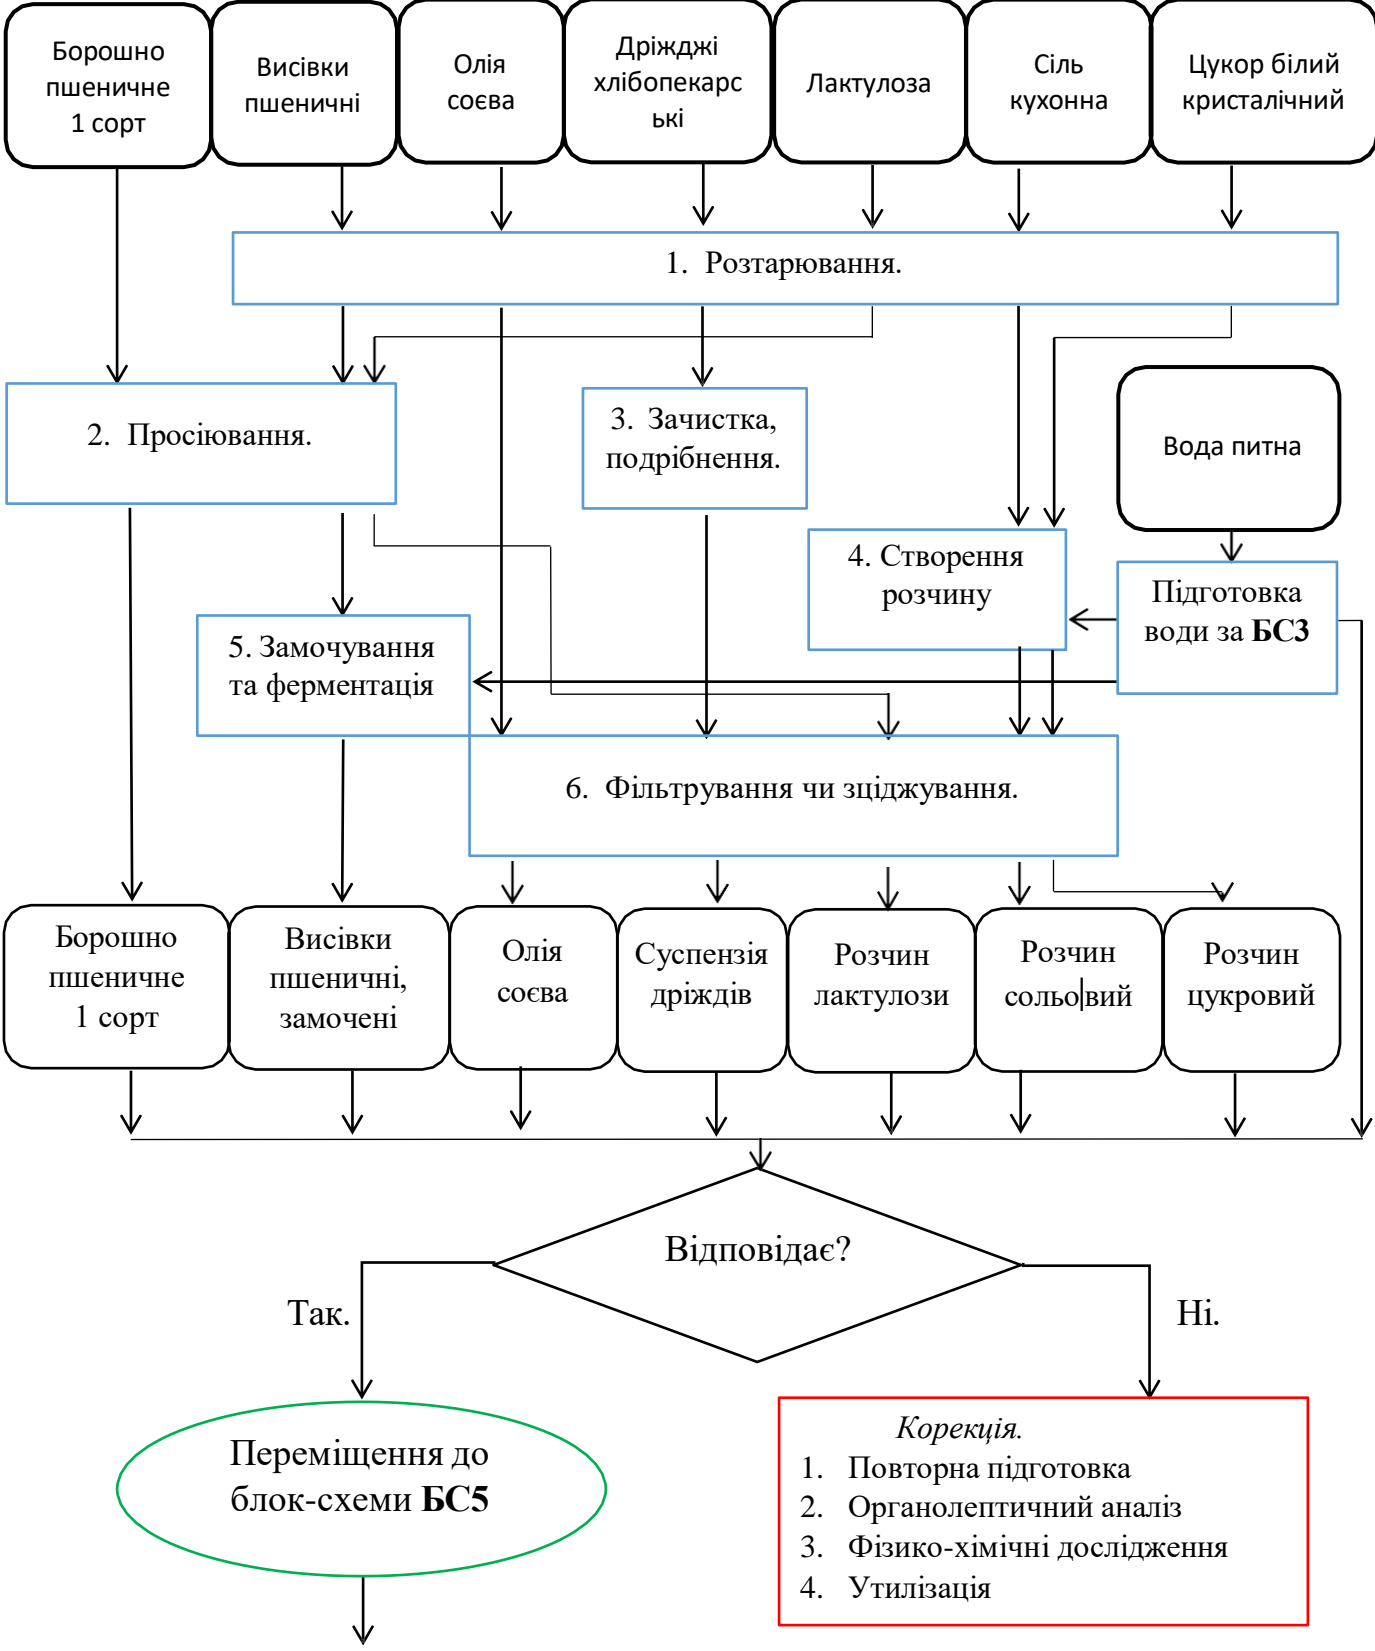 Борошно
пшеничне
1 сорт
Висівки
пшеничні
Олія
соєва
Дріжджі
хлібопекарс
ькі
Лактулоза
Сіль
кухонна
Цукор білий
кристалічний
1. Розтарювання.
2. Просіювання.
3. Зачистка,
подрібнення.
Вода питна
4. Створення
розчину
Підготовка
води за БС3
5. Замочування
та ферментація
6. Фільтрування чи зціджування.
Борошно
пшеничне
1 сорт
Висівки
пшеничні,
замочені
Олія
соєва
Суспензія
дріждів
Розчин
лактулози
Розчин
сольовий
Розчин
цукровий
Відповідає?
Так.
Ні.
Переміщення до
блок-схеми БС5
Корекція.
1. Повторна підготовка
2. Органолептичний аналіз
3. Фізико-хімічні дослідження
4. Утилізація